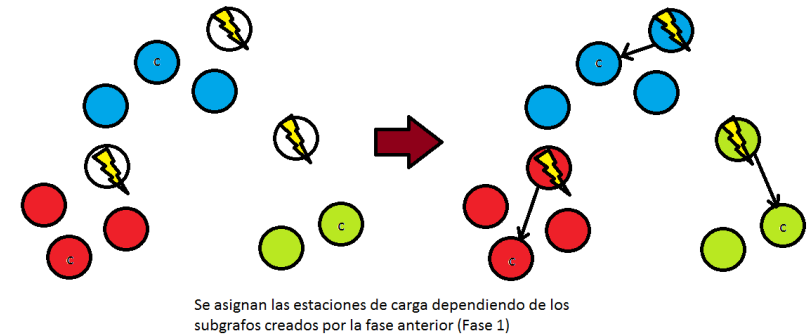 c
c
c
c
c
c
Se asignan las estaciones de carga dependiendo de los
subgrafos creados por la fase anterior (Fase 1)